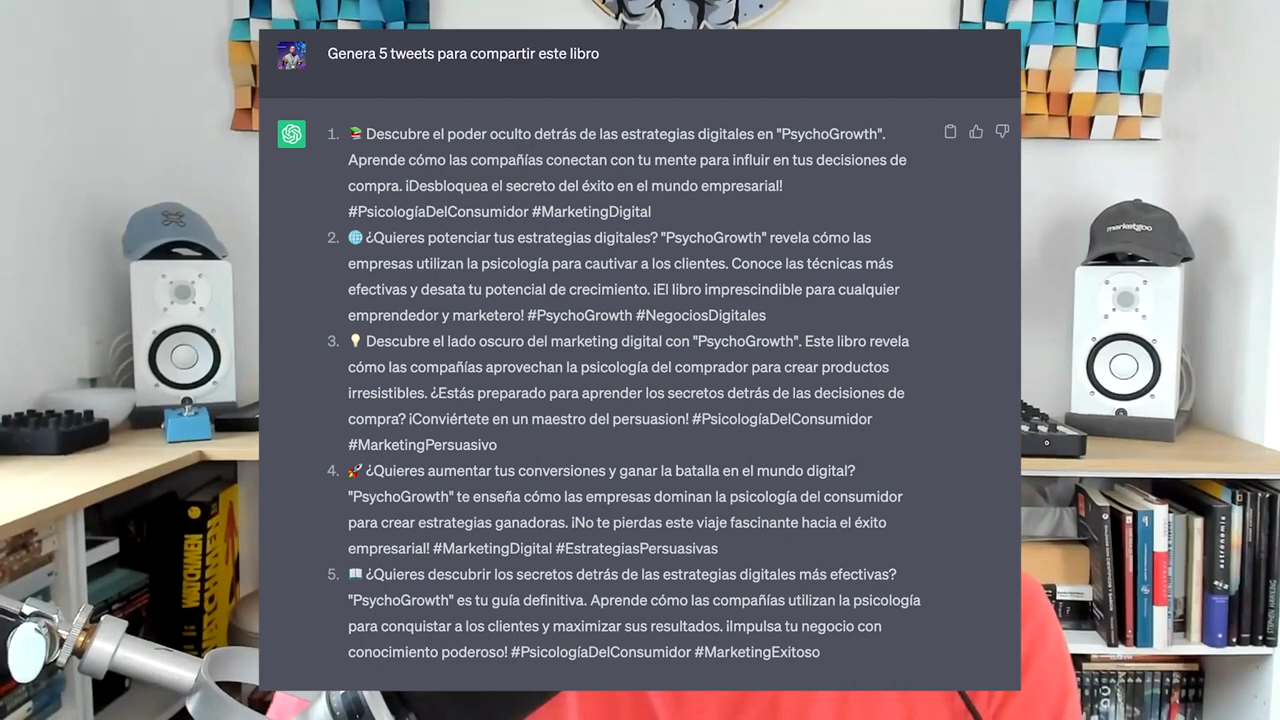 Genera 5 tweets para compartir este libro
1. 📚 Descubre el poder oculto detrás de las estrategias digitales en "PsychoGrowth".
Aprende cómo las compañías conectan con tu mente para influir en tus decisiones de
compra. ¡Desbloquea el secreto del éxito en el mundo empresarial!
#PsicologíaDelConsumidor #MarketingDigital
2. 🌐 ¿Quieres potenciar tus estrategias digitales? "PsychoGrowth" revela cómo las
empresas utilizan la psicología para cautivar a los clientes. Conoce las técnicas más
efectivas y desata tu potencial de crecimiento. ¡El libro imprescindible para cualquier
emprendedor y marketero! #PsychoGrowth #NegociosDigitales
3. 💡 Descubre el lado oscuro del marketing digital con "PsychoGrowth". Este libro revela
cómo las compañías aprovechan la psicología del comprador para crear productos
irresistibles. ¿Estás preparado para aprender los secretos detrás de las decisiones de
compra? ¡Conviértete en un maestro del persuasion! #PsicologíaDelConsumidor
#MarketingPersuasivo
4. 🚀 ¿Quieres aumentar tus conversiones y ganar la batalla en el mundo digital?
"PsychoGrowth" te enseña cómo las empresas dominan la psicología del consumidor
para crear estrategias ganadoras. ¡No te pierdas este viaje fascinante hacia el éxito
empresarial! #MarketingDigital #EstrategiasPersuasivas
5. 📖 ¿Quieres descubrir los secretos detrás de las estrategias digitales más efectivas?
"PsychoGrowth" es tu guía definitiva. Aprende cómo las compañías utilizan la psicología
para conquistar a los clientes y maximizar sus resultados. ¡Impulsa tu negocio con
conocimiento poderoso! #PsicologíaDelConsumidor #MarketingExitoso
marketgoo
WATCHMEN
STEPHEN HAWKING